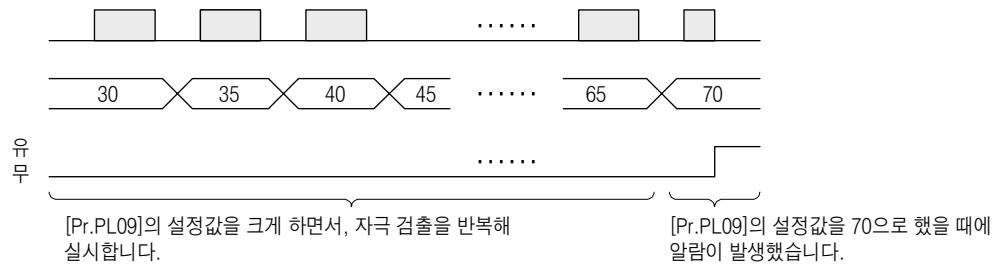 ......
30 35 40 45 ...... 65 70
유
무
......
[Pr.PL09]의 설정값을 크게 하면서, 자극 검출을 반복해
실시합니다.
[Pr.PL09]의 설정값을 70으로 했을 때에
알람이 발생했습니다.